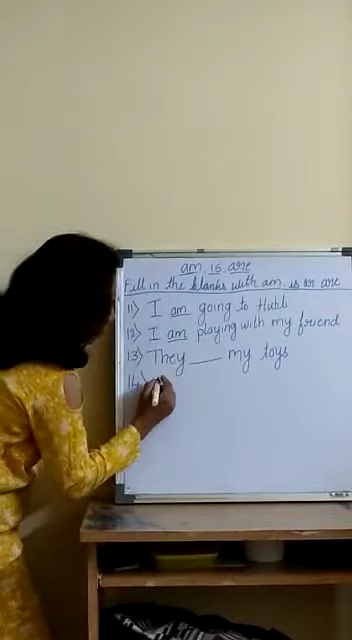 am, is, are
Fill in the blanks with am, is or are
11) I am going to Hubli
12) I am playing with my friend
13) They ___ my toys
14)